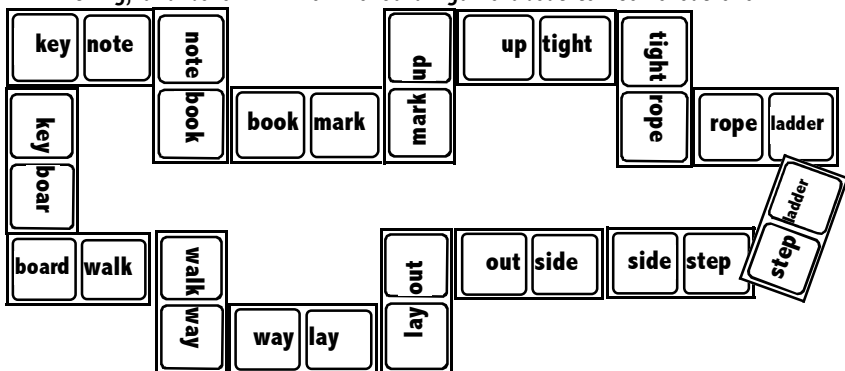 key note
note book
book mark
mark up
up tight
tight rope
rope ladder
key boar
board walk
walk way
way lay
lay out
out side
side step
step ladder